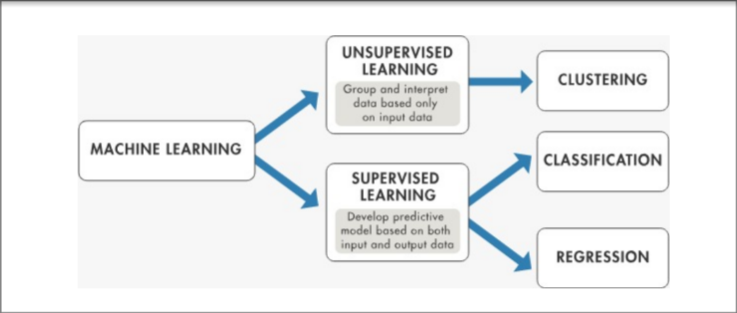 UNSUPERVISED
LEARNING
Group and interpret
data based only
on input data
CLUSTERING
MACHINE LEARNING
SUPERVISED
LEARNING
Develop predictive
model based on both
input and output data
CLASSIFICATION
REGRESSION